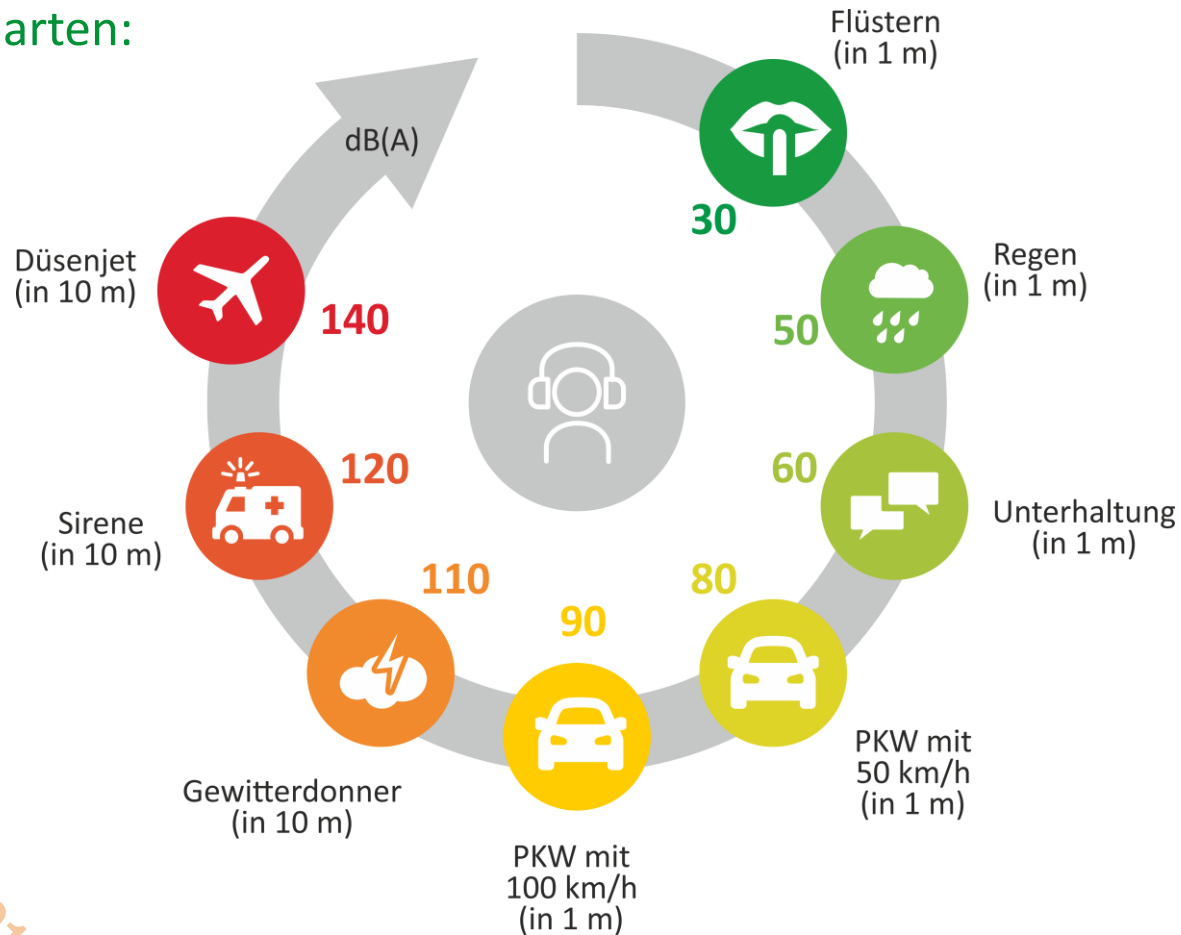 arten:
dB(A)
Flüstern
(in 1 m)
30
Regen
(in 1 m)
50
60
Unterhaltung
(in 1 m)
80
PKW mit
50 km/h
(in 1 m)
90
PKW mit
100 km/h
(in 1 m)
110
Gewitterdonner
(in 10 m)
120
Sirene
(in 10 m)
140
Düsenjet
(in 10 m)